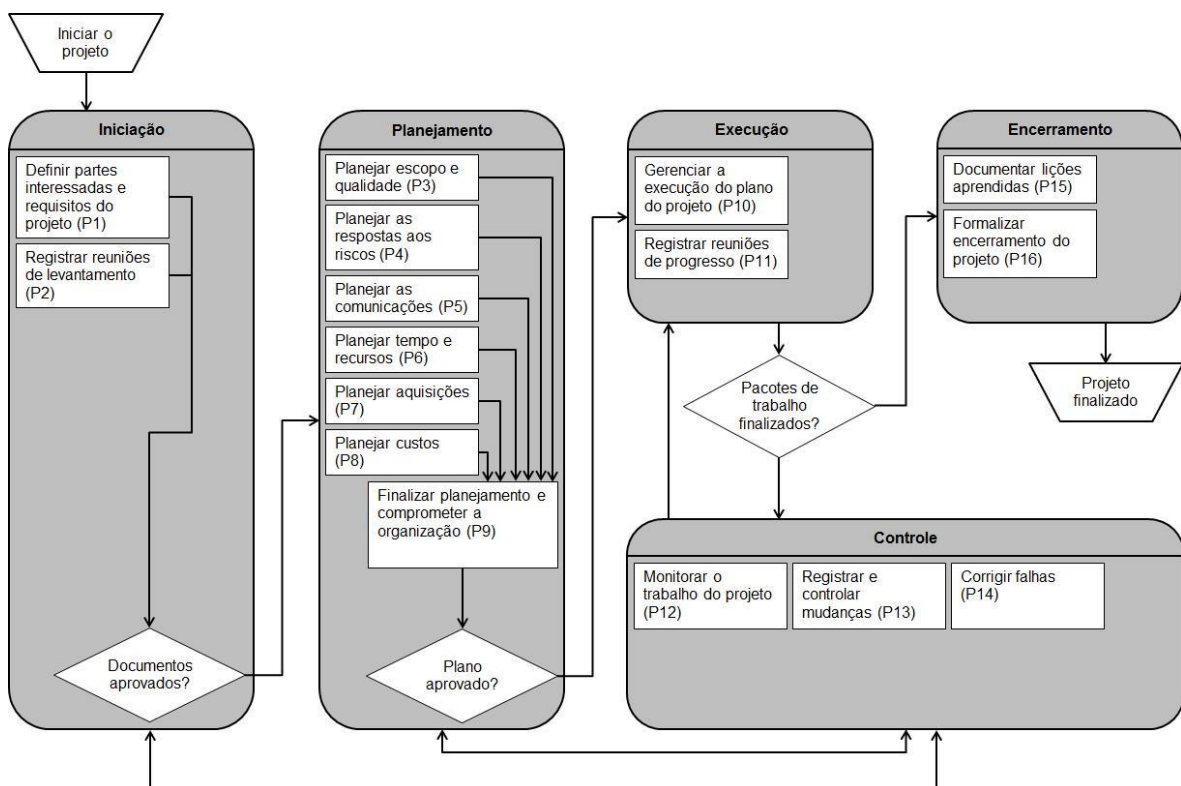 Iniciar o
projeto
Iniciação
Definir partes
interessadas e
requisitos do
projeto (P1)
Registrar reuniões
de levantamento
(P2)
Documentos
aprovados?
Planejamento
Planejar escopo e
qualidade (P3)
Planejar as
respostas aos
riscos (P4)
Planejar as
comunicações (P5)
Planejar tempo e
recursos (P6)
Planejar aquisições
(P7)
Planejar custos
(P8)
Finalizar planejamento e
comprometer a
organização (P9)
Plano
aprovado?
Execução
Gerenciar a
execução do plano
do projeto (P10)
Registrar reuniões
de progresso (P11)
Pacotes de
trabalho
finalizados?
Encerramento
Documentar lições
aprendidas (P15)
Formalizar
encerramento do
projeto (P16)
Projeto
finalizado
Controle
Monitorar o
trabalho do projeto
(P12)
Registrar e
controlar
mudanças (P13)
Corrigir falhas
(P14)